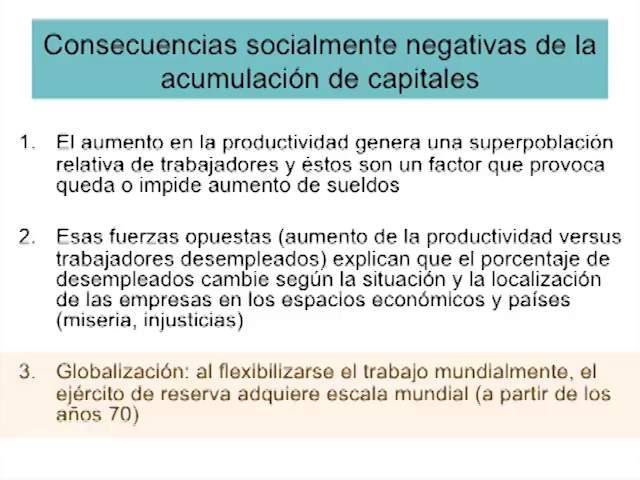 Consecuencias socialmente negativas de la
acumulación de capitales
1. El aumento en la productividad genera una superpoblación
relativa de trabajadores y éstos son un factor que provoca
queda o impide aumento de sueldos
2. Esas fuerzas opuestas (aumento de la productividad versus
trabajadores desempleados) explican que el porcentaje de
desempleados cambie según la situación y la localización
de las empresas en los espacios económicos y países
(miseria, injusticias)
3. Globalización: al flexibilizarse el trabajo mundialmente, el
ejército de reserva adquiere escala mundial (a partir de los
años 70)